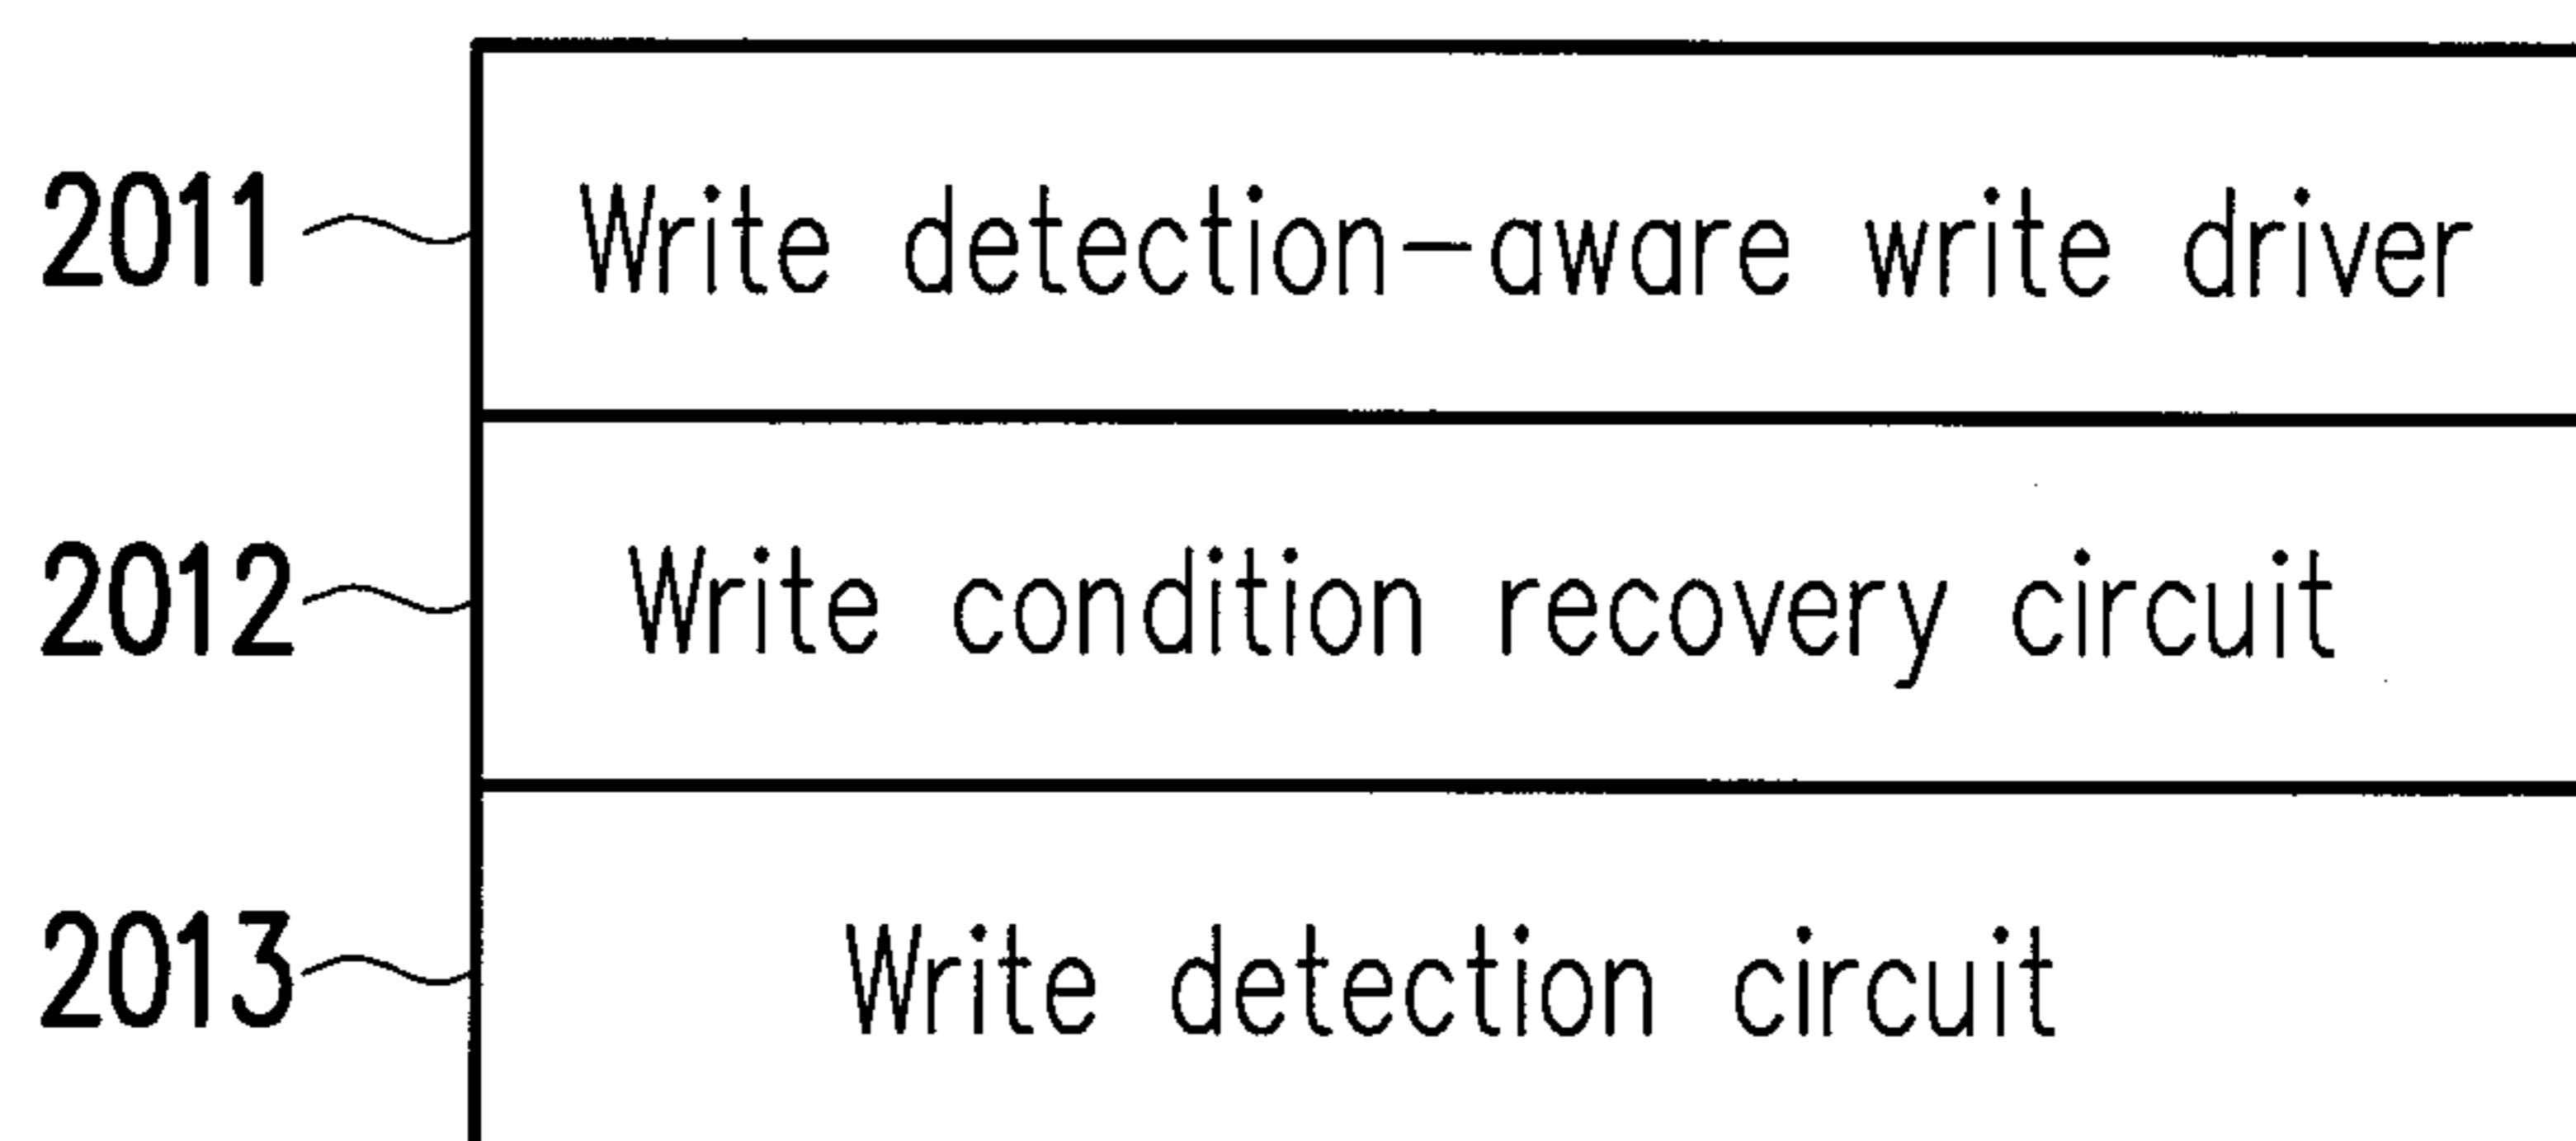 2011 Write detection-aware write driver
2012 Write condition recovery circuit
2013 Write detection circuit